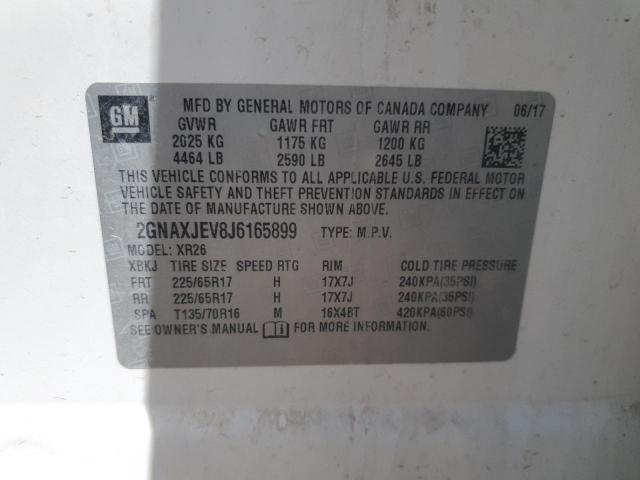 GM
MFD BY GENERAL MOTORS OF CANADA COMPANY 06/17
GVWR GAWR FRT GAWR RR
2025 KG 1175 KG 1200 KG
4464 LB 2590 LB 2645 LB
THIS VEHICLE CONFORMS TO ALL APPLICABLE U.S. FEDERAL MOTOR
VEHICLE SAFETY AND THEFT PREVENTION STANDARDS IN EFFECT ON
THE DATE OF MANUFACTURE SHOWN ABOVE.
2GNAXJEV8J6165899 TYPE: M.P.V.
MODEL: XR26
XBKJ TIRE SIZE SPEED RTG RIM COLD TIRE PRESSURE
FRT 225/65R17 H 17X7J 240KPA(35PSI)
RR 225/65R17 H 17X7J 240KPA(35PSI)
SPA T135/70R16 M 16X4BT 420KPA(60PSI)
SEE OWNER'S MANUAL FOR MORE INFORMATION.